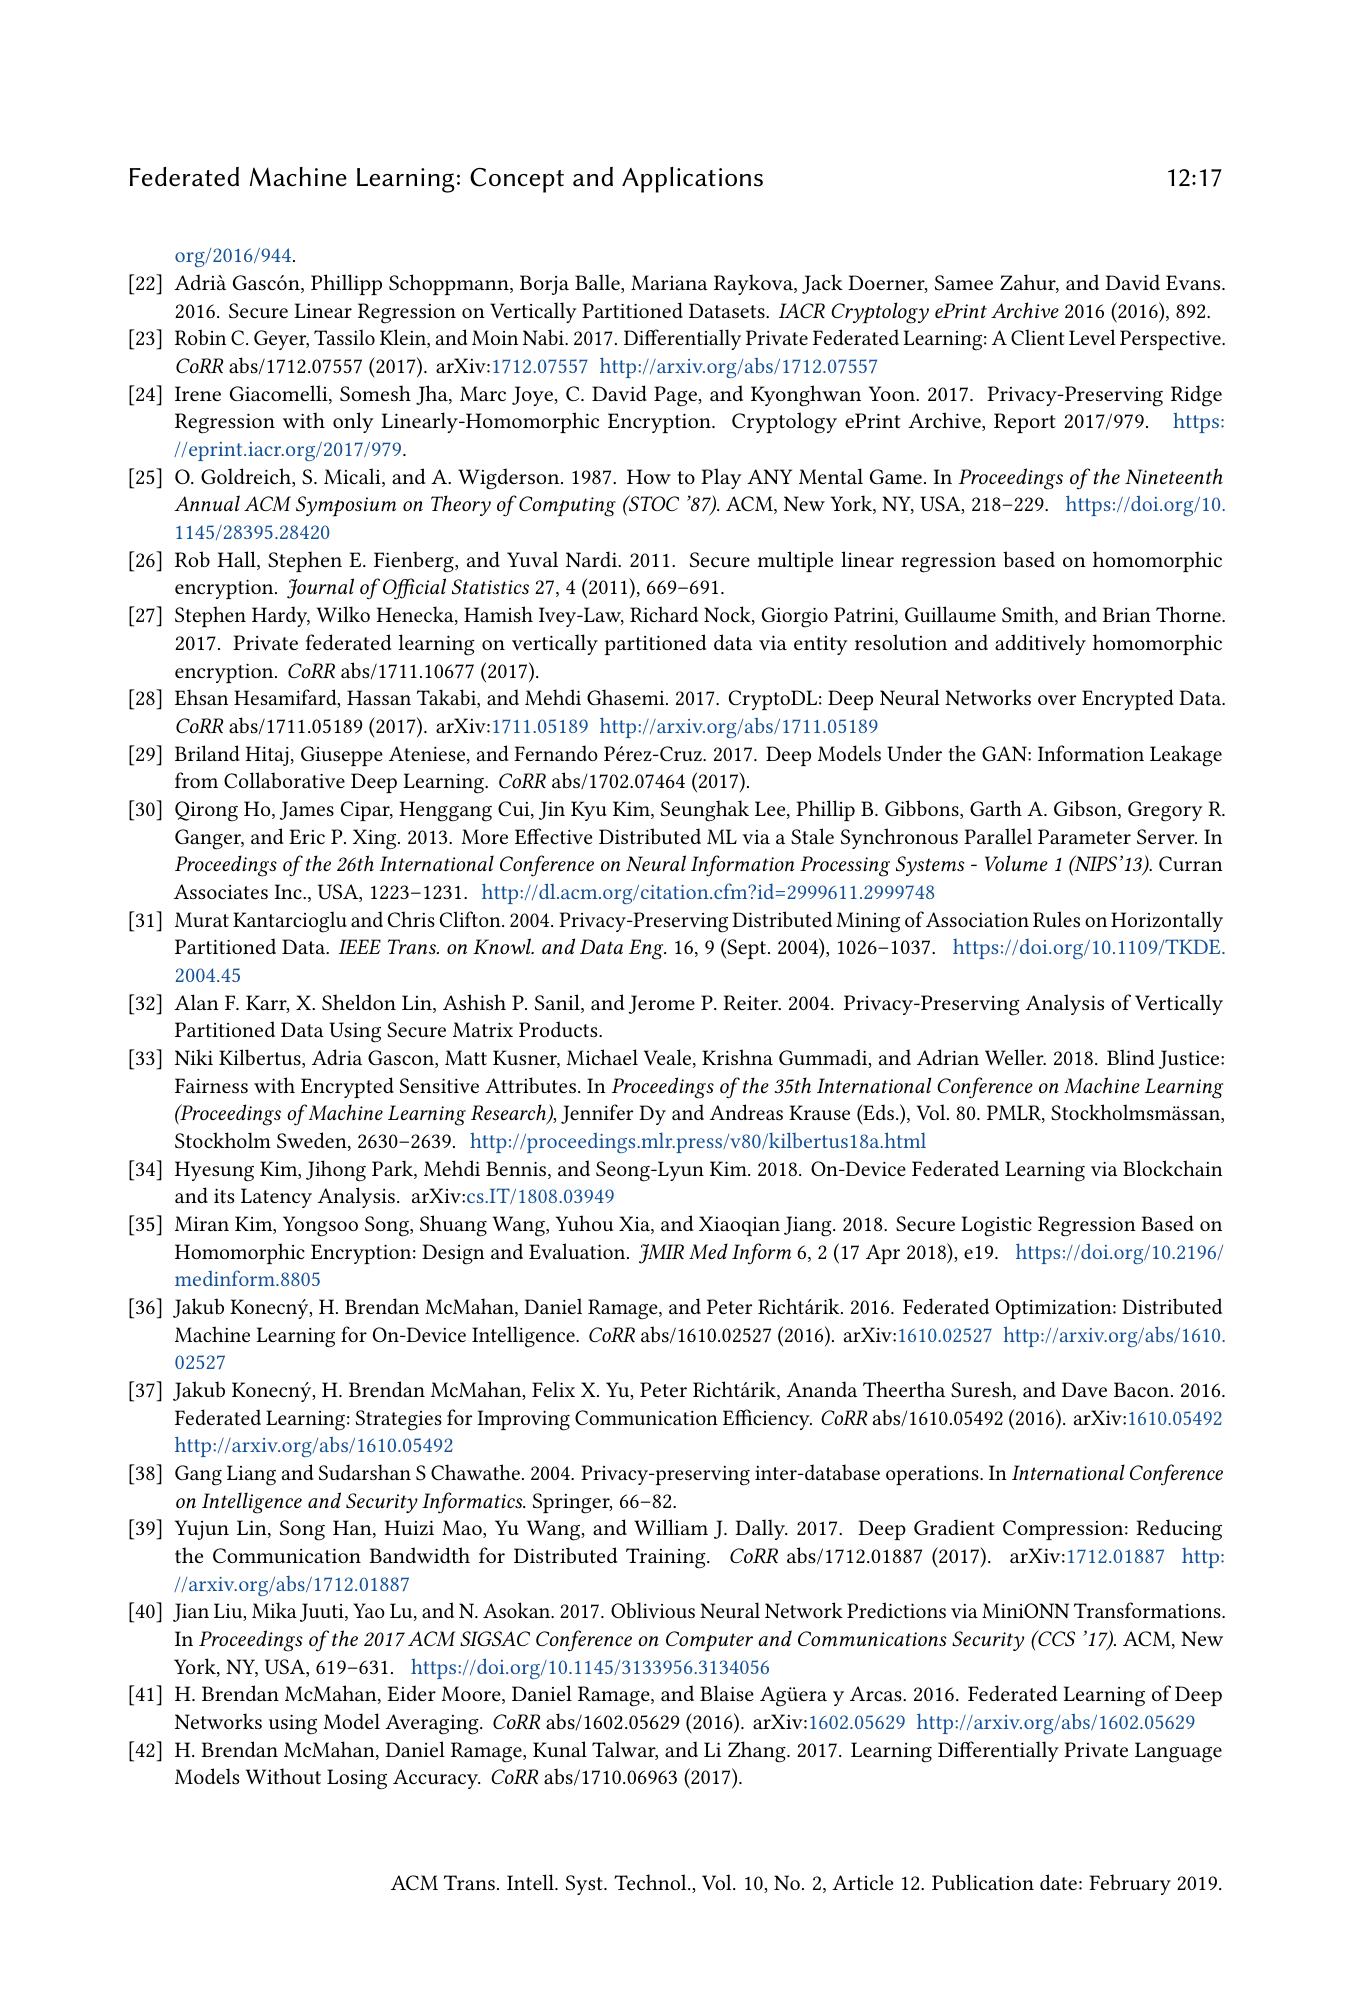 Federated Machine Learning: Concept and Applications 12:17
org/2016/944.
[22] Adrià Gascón, Phillipp Schoppmann, Borja Balle, Mariana Raykova, Jack Doerner, Samee Zahur, and David Evans.
2016. Secure Linear Regression on Vertically Partitioned Datasets. IACR Cryptology ePrint Archive 2016 (2016), 892.
[23] Robin C. Geyer, Tassilo Klein, and Moin Nabi. 2017. Differentially Private Federated Learning: A Client Level Perspective.
CoRR abs/1712.07557 (2017). arXiv:1712.07557 http://arxiv.org/abs/1712.07557
[24] Irene Giacomelli, Somesh Jha, Marc Joye, C. David Page, and Kyonghwan Yoon. 2017. Privacy-Preserving Ridge
Regression with only Linearly-Homomorphic Encryption. Cryptology ePrint Archive, Report 2017/979. https:
//eprint.iacr.org/2017/979.
[25] O. Goldreich, S. Micali, and A. Wigderson. 1987. How to Play ANY Mental Game. In Proceedings of the Nineteenth
Annual ACM Symposium on Theory of Computing (STOC ’87). ACM, New York, NY, USA, 218–229. https://doi.org/10.
1145/28395.28420
[26] Rob Hall, Stephen E. Fienberg, and Yuval Nardi. 2011. Secure multiple linear regression based on homomorphic
encryption. Journal of Official Statistics 27, 4 (2011), 669–691.
[27] Stephen Hardy, Wilko Henecka, Hamish Ivey-Law, Richard Nock, Giorgio Patrini, Guillaume Smith, and Brian Thorne.
2017. Private federated learning on vertically partitioned data via entity resolution and additively homomorphic
encryption. CoRR abs/1711.10677 (2017).
[28] Ehsan Hesamifard, Hassan Takabi, and Mehdi Ghasemi. 2017. CryptoDL: Deep Neural Networks over Encrypted Data.
CoRR abs/1711.05189 (2017). arXiv:1711.05189 http://arxiv.org/abs/1711.05189
[29] Briland Hitaj, Giuseppe Ateniese, and Fernando Pérez-Cruz. 2017. Deep Models Under the GAN: Information Leakage
from Collaborative Deep Learning. CoRR abs/1702.07464 (2017).
[30] Qirong Ho, James Cipar, Henggang Cui, Jin Kyu Kim, Seunghak Lee, Phillip B. Gibbons, Garth A. Gibson, Gregory R.
Ganger, and Eric P. Xing. 2013. More Effective Distributed ML via a Stale Synchronous Parallel Parameter Server. In
Proceedings of the 26th International Conference on Neural Information Processing Systems - Volume 1 (NIPS’13). Curran
Associates Inc., USA, 1223–1231. http://dl.acm.org/citation.cfm?id=2999611.2999748
[31] Murat Kantarcioglu and Chris Clifton. 2004. Privacy-Preserving Distributed Mining of Association Rules on Horizontally
Partitioned Data. IEEE Trans. on Knowl. and Data Eng. 16, 9 (Sept. 2004), 1026–1037. https://doi.org/10.1109/TKDE.
2004.45
[32] Alan F. Karr, X. Sheldon Lin, Ashish P. Sanil, and Jerome P. Reiter. 2004. Privacy-Preserving Analysis of Vertically
Partitioned Data Using Secure Matrix Products.
[33] Niki Kilbertus, Adria Gascon, Matt Kusner, Michael Veale, Krishna Gummadi, and Adrian Weller. 2018. Blind Justice:
Fairness with Encrypted Sensitive Attributes. In Proceedings of the 35th International Conference on Machine Learning
(Proceedings of Machine Learning Research), Jennifer Dy and Andreas Krause (Eds.), Vol. 80. PMLR, Stockholmsmässan,
Stockholm Sweden, 2630–2639. http://proceedings.mlr.press/v80/kilbertus18a.html
[34] Hyesung Kim, Jihong Park, Mehdi Bennis, and Seong-Lyun Kim. 2018. On-Device Federated Learning via Blockchain
and its Latency Analysis. arXiv:cs.IT/1808.03949
[35] Miran Kim, Yongsoo Song, Shuang Wang, Yuhou Xia, and Xiaoqian Jiang. 2018. Secure Logistic Regression Based on
Homomorphic Encryption: Design and Evaluation. JMIR Med Inform 6, 2 (17 Apr 2018), e19. https://doi.org/10.2196/
medinform.8805
[36] Jakub Konecný, H. Brendan McMahan, Daniel Ramage, and Peter Richtárik. 2016. Federated Optimization: Distributed
Machine Learning for On-Device Intelligence. CoRR abs/1610.02527 (2016). arXiv:1610.02527 http://arxiv.org/abs/1610.
02527
[37] Jakub Konecný, H. Brendan McMahan, Felix X. Yu, Peter Richtárik, Ananda Theertha Suresh, and Dave Bacon. 2016.
Federated Learning: Strategies for Improving Communication Efficiency. CoRR abs/1610.05492 (2016). arXiv:1610.05492
http://arxiv.org/abs/1610.05492
[38] Gang Liang and Sudarshan S Chawathe. 2004. Privacy-preserving inter-database operations. In International Conference
on Intelligence and Security Informatics. Springer, 66–82.
[39] Yujun Lin, Song Han, Huizi Mao, Yu Wang, and William J. Dally. 2017. Deep Gradient Compression: Reducing
the Communication Bandwidth for Distributed Training. CoRR abs/1712.01887 (2017). arXiv:1712.01887 http:
//arxiv.org/abs/1712.01887
[40] Jian Liu, Mika Juuti, Yao Lu, and N. Asokan. 2017. Oblivious Neural Network Predictions via MiniONN Transformations.
In Proceedings of the 2017 ACM SIGSAC Conference on Computer and Communications Security (CCS ’17). ACM, New
York, NY, USA, 619–631. https://doi.org/10.1145/3133956.3134056
[41] H. Brendan McMahan, Eider Moore, Daniel Ramage, and Blaise Agüera y Arcas. 2016. Federated Learning of Deep
Networks using Model Averaging. CoRR abs/1602.05629 (2016). arXiv:1602.05629 http://arxiv.org/abs/1602.05629
[42] H. Brendan McMahan, Daniel Ramage, Kunal Talwar, and Li Zhang. 2017. Learning Differentially Private Language
Models Without Losing Accuracy. CoRR abs/1710.06963 (2017).
ACM Trans. Intell. Syst. Technol., Vol. 10, No. 2, Article 12. Publication date: February 2019.